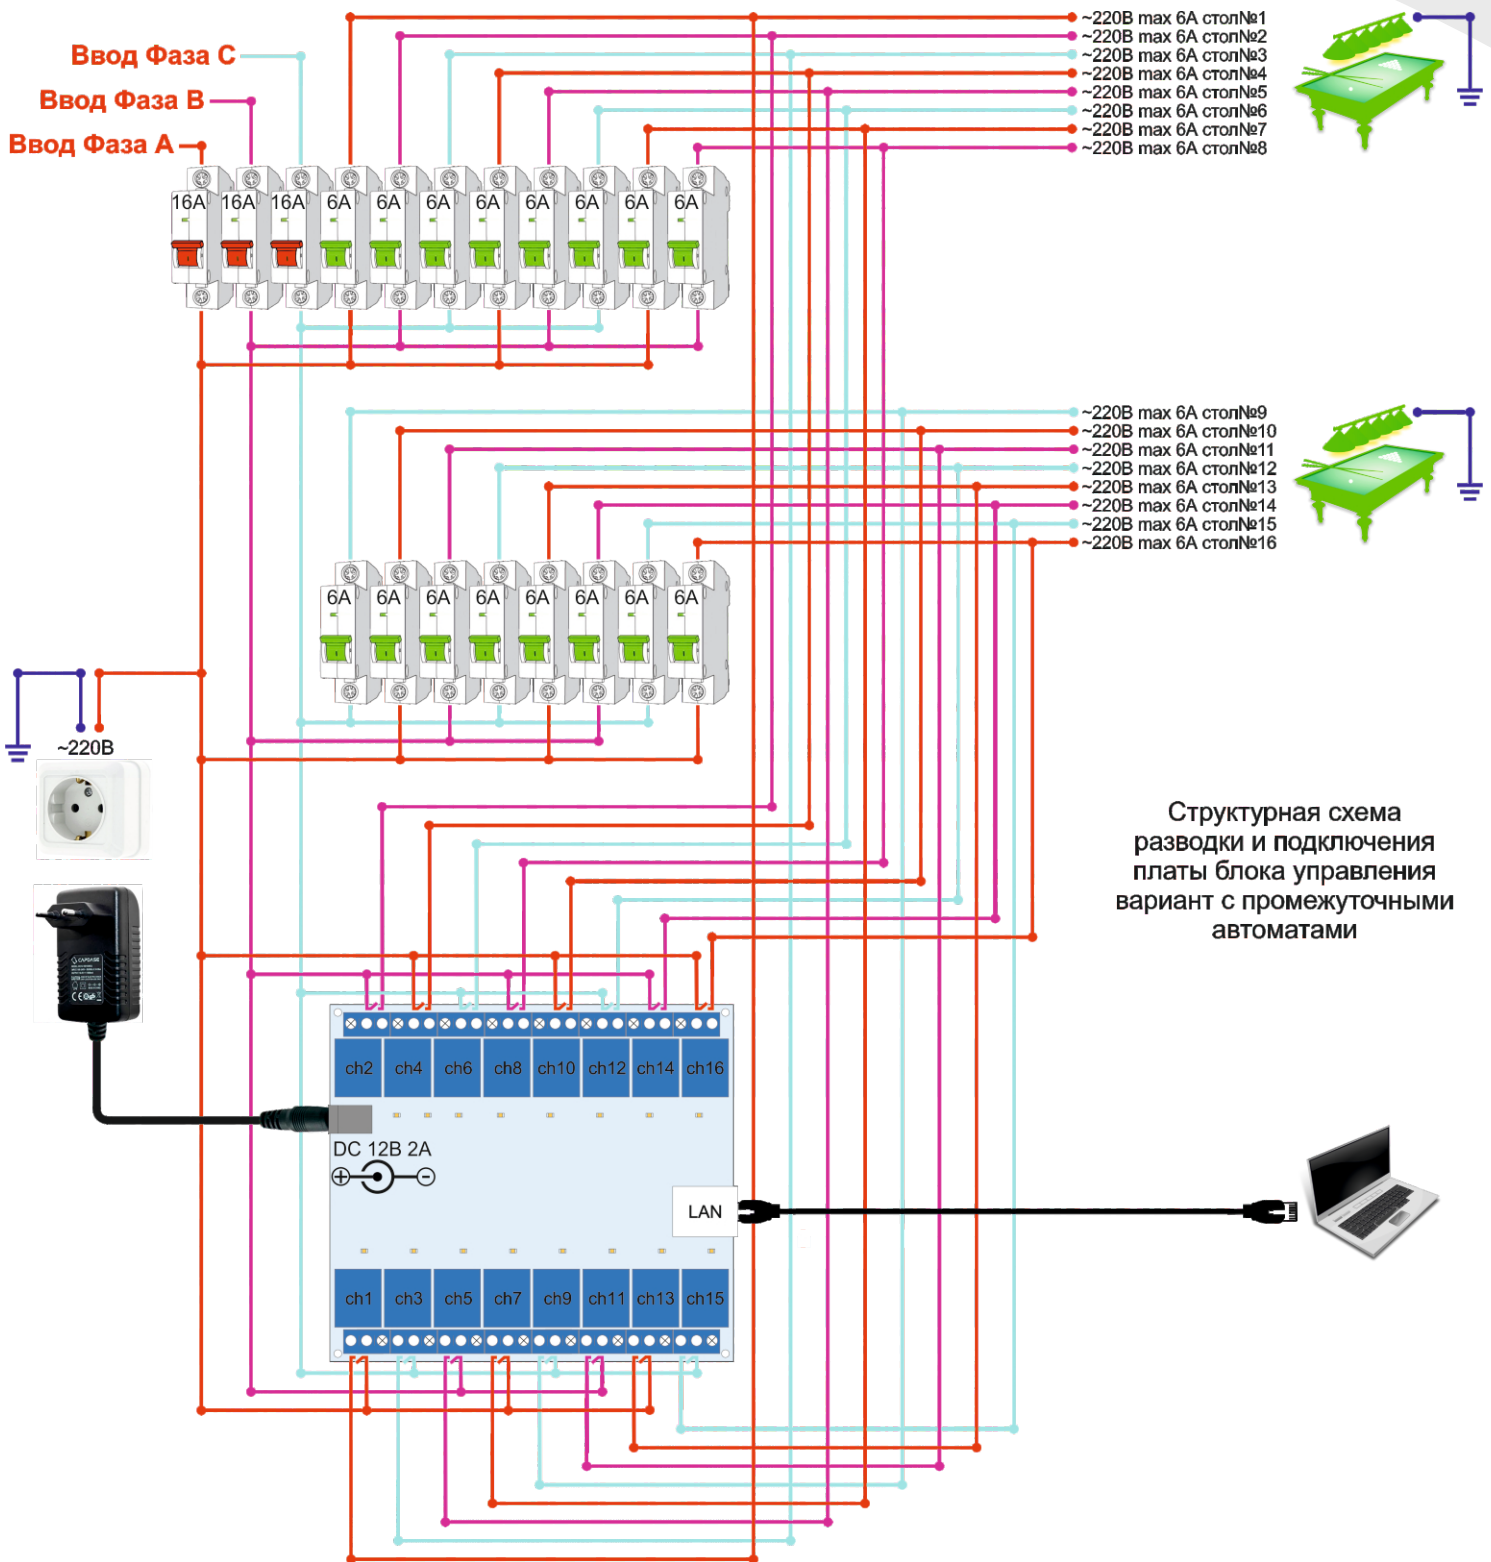 ~220В max 6А стол№1
~220В max 6А стол№2
~220В max 6А стол№3
~220В max 6А стол№4
~220В max 6А стол№5
~220В max 6А стол№6
~220В max 6А стол№7
~220В max 6А стол№8
Ввод Фаза С
Ввод Фаза В
Ввод Фаза А
16А 16А 16А 6А 6А 6А 6А 6А 6А 6А 6А
~220В max 6А стол№9
~220В max 6А стол№10
~220В max 6А стол№11
~220В max 6А стол№12
~220В max 6А стол№13
~220В max 6А стол№14
~220В max 6А стол№15
~220В max 6А стол№16
6А 6А 6А 6А 6А 6А 6А 6А
~220В
Структурная схема
разводки и подключения
платы блока управления
вариант с промежуточными
автоматами
ch2 ch4 ch6 ch8 ch10 ch12 ch14 ch16
DC 12В 2А
LAN
ch1 ch3 ch5 ch7 ch9 ch11 ch13 ch15